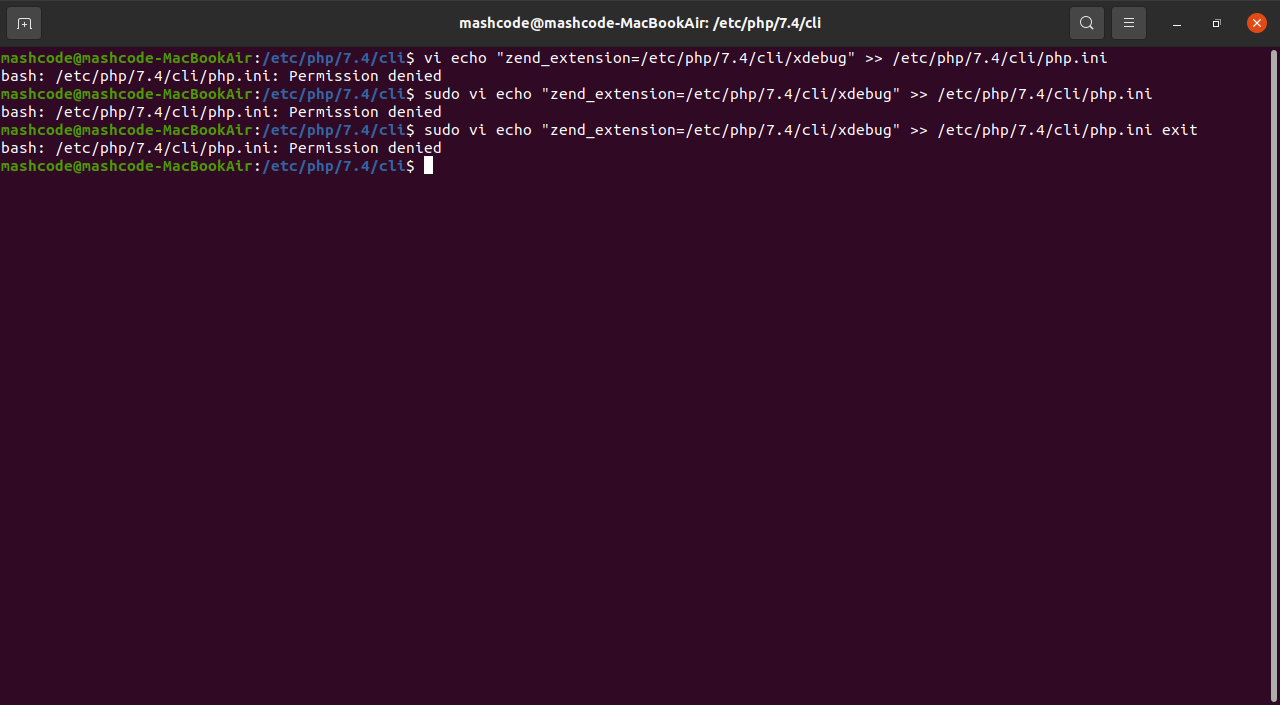 mashcode@mashcode-MacBookAir: /etc/php/7.4/cli
mashcode@mashcode-MacBookAir:/etc/php/7.4/cli$ vi echo "zend_extension=/etc/php/7.4/cli/xdebug" >> /etc/php/7.4/cli/php.ini
bash: /etc/php/7.4/cli/php.ini: Permission denied
mashcode@mashcode-MacBookAir:/etc/php/7.4/cli$ sudo vi echo "zend_extension=/etc/php/7.4/cli/xdebug" >> /etc/php/7.4/cli/php.ini
bash: /etc/php/7.4/cli/php.ini: Permission denied
mashcode@mashcode-MacBookAir:/etc/php/7.4/cli$ sudo vi echo "zend_extension=/etc/php/7.4/cli/xdebug" >> /etc/php/7.4/cli/php.ini exit
bash: /etc/php/7.4/cli/php.ini: Permission denied
mashcode@mashcode-MacBookAir:/etc/php/7.4/cli$